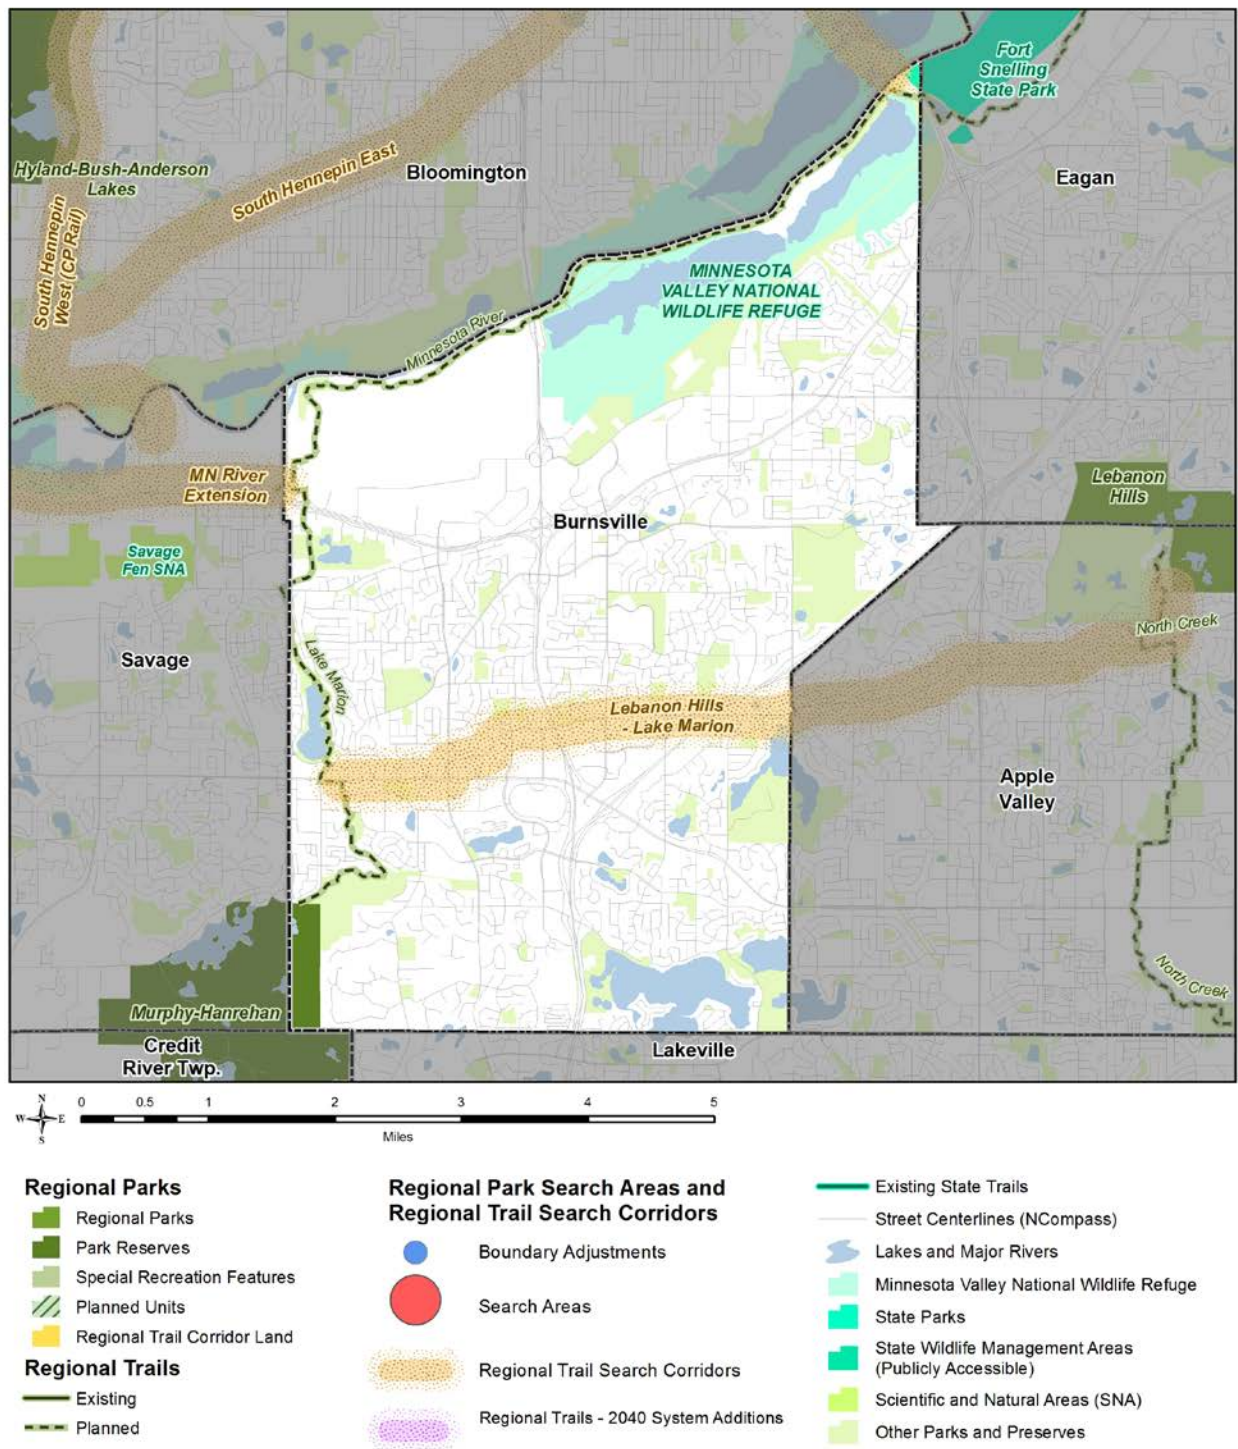 Fort
Snelling
State Park
Hyland-Bush-Anderson
Lakes
South Hennepin East
Bloomington
Eagan
South Hennepin
West (CP Rail)
MINNESOTA
VALLEY NATIONAL
WILDLIFE REFUGE
Minnesota River
MN River
Extension
Lebanon
Hills
Burnsville
Savage
Fen SNA
North Creek
Savage
Lake Marion
Lebanon Hills
- Lake Marion
Apple
Valley
North Creek
Murphy-Hanrehan
Credit
River Twp.
Lakeville
N
W E
S
0 0.5 1 2 3 4 5
Miles
Regional Parks
Regional Parks
Park Reserves
Special Recreation Features
Planned Units
Regional Trail Corridor Land
Regional Trails
Existing
Planned
Regional Park Search Areas and
Regional Trail Search Corridors
Boundary Adjustments
Search Areas
Regional Trail Search Corridors
Regional Trails - 2040 System Additions
Existing State Trails
Street Centerlines (NCompass)
Lakes and Major Rivers
Minnesota Valley National Wildlife Refuge
State Parks
State Wildlife Management Areas
(Publicly Accessible)
Scientific and Natural Areas (SNA)
Other Parks and Preserves